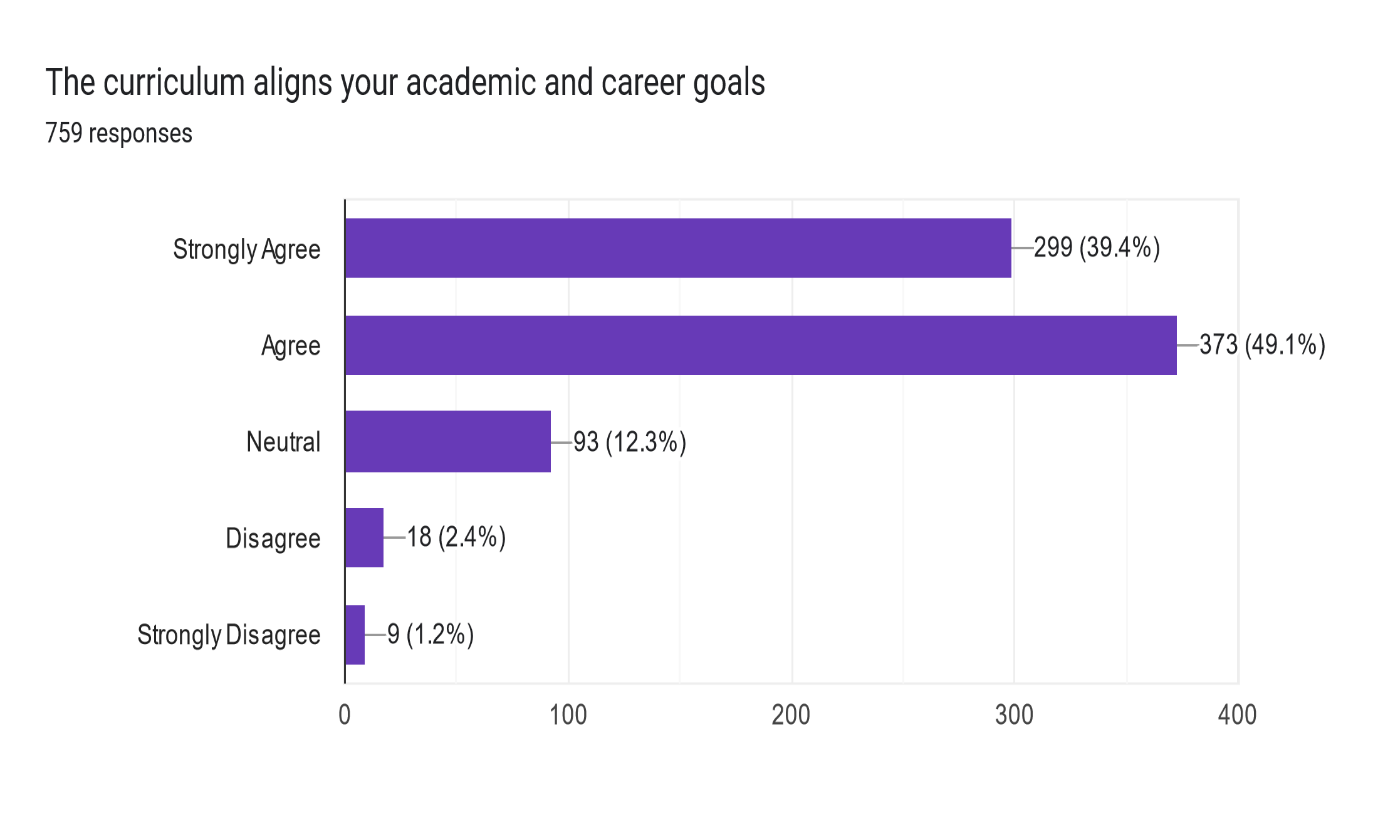 The curriculum aligns your academic and career goals
759 responses
Strongly Agree 299 (39.4%)
Agree 373 (49.1%)
Neutral 93 (12.3%)
Disagree 18 (2.4%)
Strongly Disagree 9 (1.2%)
0 100 200 300 400